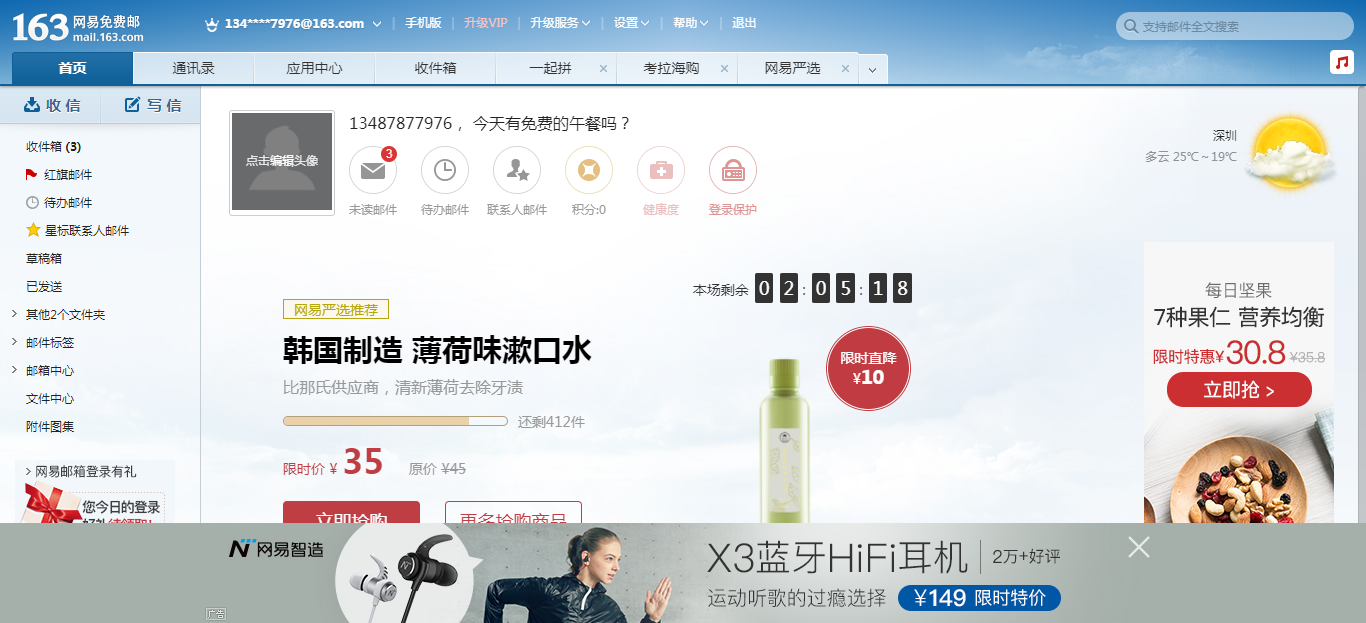 163 网易免费邮
mail.163.com
134****7976@163.com
手机版
升级VIP
升级服务
设置
帮助
退出
支持邮件全文搜索
首页
通讯录
应用中心
收件箱
一起拼 ×
考拉海购 ×
网易严选 ×
收 信
写 信
收件箱 (3)
红旗邮件
待办邮件
星标联系人邮件
草稿箱
已发送
其他2个文件夹
邮件标签
邮箱中心
文件中心
附件图集
网易邮箱登录有礼
您今日的登录
好礼待领取!
点击编辑头像
13487877976 ，今天有免费的午餐吗？
3
未读邮件
待办邮件
联系人邮件
积分:0
健康度
登录保护
深圳
多云 25℃～19℃
本场剩余 02:05:18
网易严选推荐
韩国制造 薄荷味漱口水
比那氏供应商，清新薄荷去除牙渍
还剩412件
限时价 ¥ 35 原价 ¥45
立即抢购
更多抢购商品
限时直降
¥10
每日坚果
7种果仁 营养均衡
限时特惠¥30.8 ¥35.8
立即抢 >
网易智造
X3蓝牙HiFi耳机 2万+好评
运动听歌的过瘾选择 ¥149 限时特价
广告